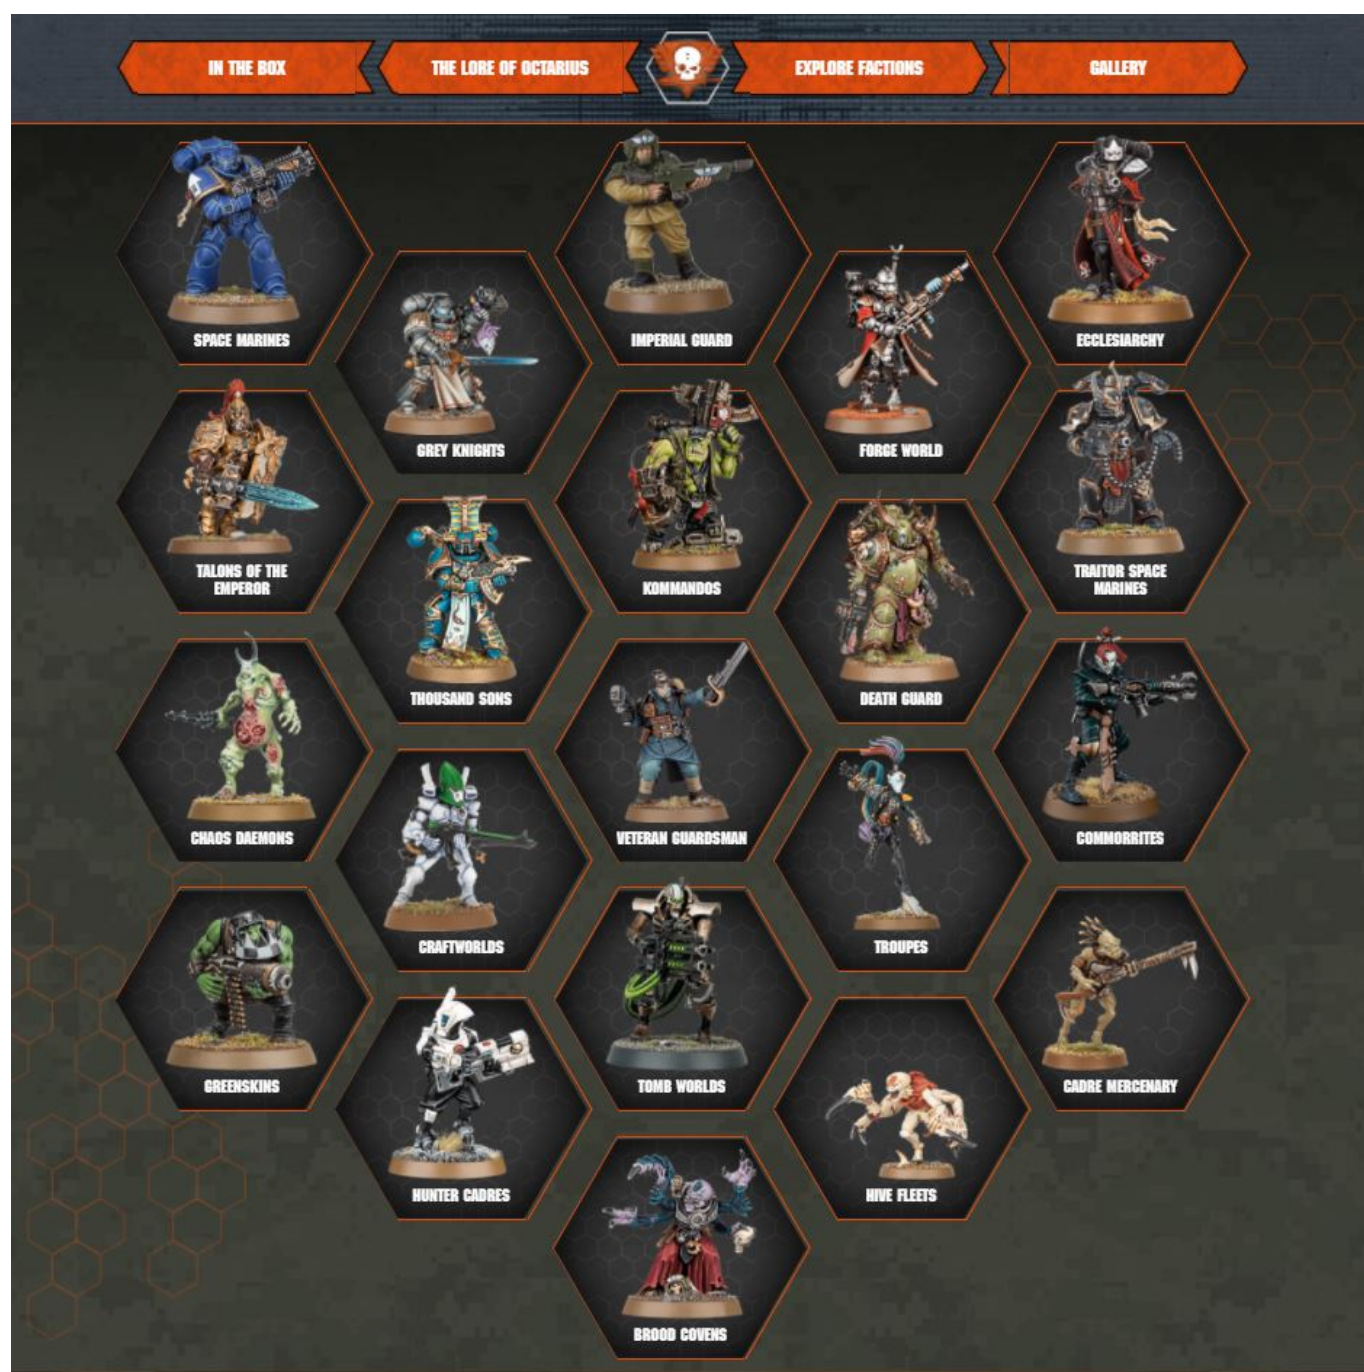 IN THE BOX
THE LORE OF OCTARIUS
EXPLORE FACTIONS
GALLERY
SPACE MARINES
IMPERIAL GUARD
ECCLESIARCHY
GREY KNIGHTS
FORGE WORLD
TALONS OF THE
EMPEROR
KOMMANDOS
TRAITOR SPACE
MARINES
THOUSAND SONS
DEATH GUARD
CHAOS DAEMONS
VETERAN GUARDSMAN
COMMORRITES
CRAFTWORLDS
TROUPES
GREENSKINS
TOMB WORLDS
CADRE MERCENARY
HUNTER CADRES
HIVE FLEETS
BROOD COVENS